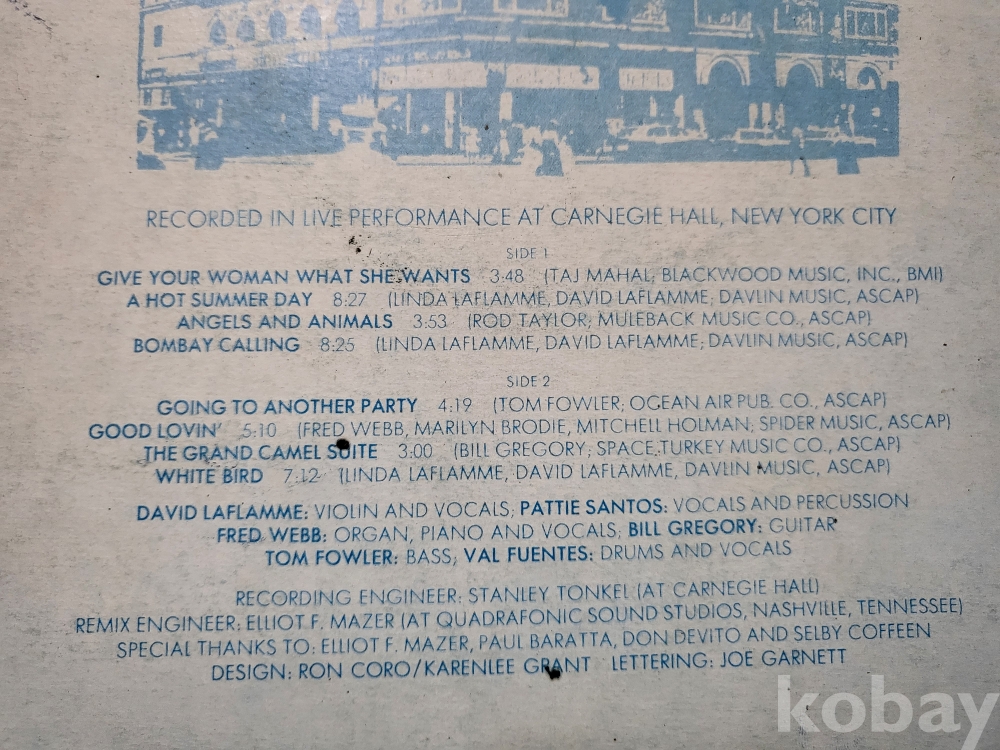 RECORDED IN LIVE PERFORMANCE AT CARNEGIE HALL, NEW YORK CITY
SIDE 1
GIVE YOUR WOMAN WHAT SHE WANTS 3:48 (TAJ MAHAL; BLACKWOOD MUSIC, INC., BMI)
A HOT SUMMER DAY 8:27 (LINDA LAFLAMME, DAVID LAFLAMME; DAVLIN MUSIC, ASCAP)
ANGELS AND ANIMALS 3:53 (ROD TAYLOR; MULEBACK MUSIC CO., ASCAP)
BOMBAY CALLING 8:25 (LINDA LAFLAMME, DAVID LAFLAMME; DAVLIN MUSIC, ASCAP)
SIDE 2
GOING TO ANOTHER PARTY 4:19 (TOM FOWLER; OCEAN AIR PUB. CO., ASCAP)
GOOD LOVIN' 5:10 (FRED WEBB, MARILYN BRODIE, MITCHELL HOLMAN; SPIDER MUSIC, ASCAP)
THE GRAND CAMEL SUITE 3:00 (BILL GREGORY; SPACE TURKEY MUSIC CO., ASCAP)
WHITE BIRD 7:12 (LINDA LAFLAMME, DAVID LAFLAMME, DAVLIN MUSIC, ASCAP)
DAVID LAFLAMME: VIOLIN AND VOCALS; PATTIE SANTOS: VOCALS AND PERCUSSION
FRED WEBB: ORGAN, PIANO AND VOCALS; BILL GREGORY: GUITAR
TOM FOWLER: BASS; VAL FUENTES: DRUMS AND VOCALS
RECORDING ENGINEER: STANLEY TONKEL (AT CARNEGIE HALL)
REMIX ENGINEER: ELLIOT F. MAZER (AT QUADRAFONIC SOUND STUDIOS, NASHVILLE, TENNESSEE)
SPECIAL THANKS TO: ELLIOT F. MAZER, PAUL BARATTA, DON DEVITO AND SELBY COFFEEN
DESIGN: RON CORO/KARENLEE GRANT LETTERING: JOE GARNETT
kobay